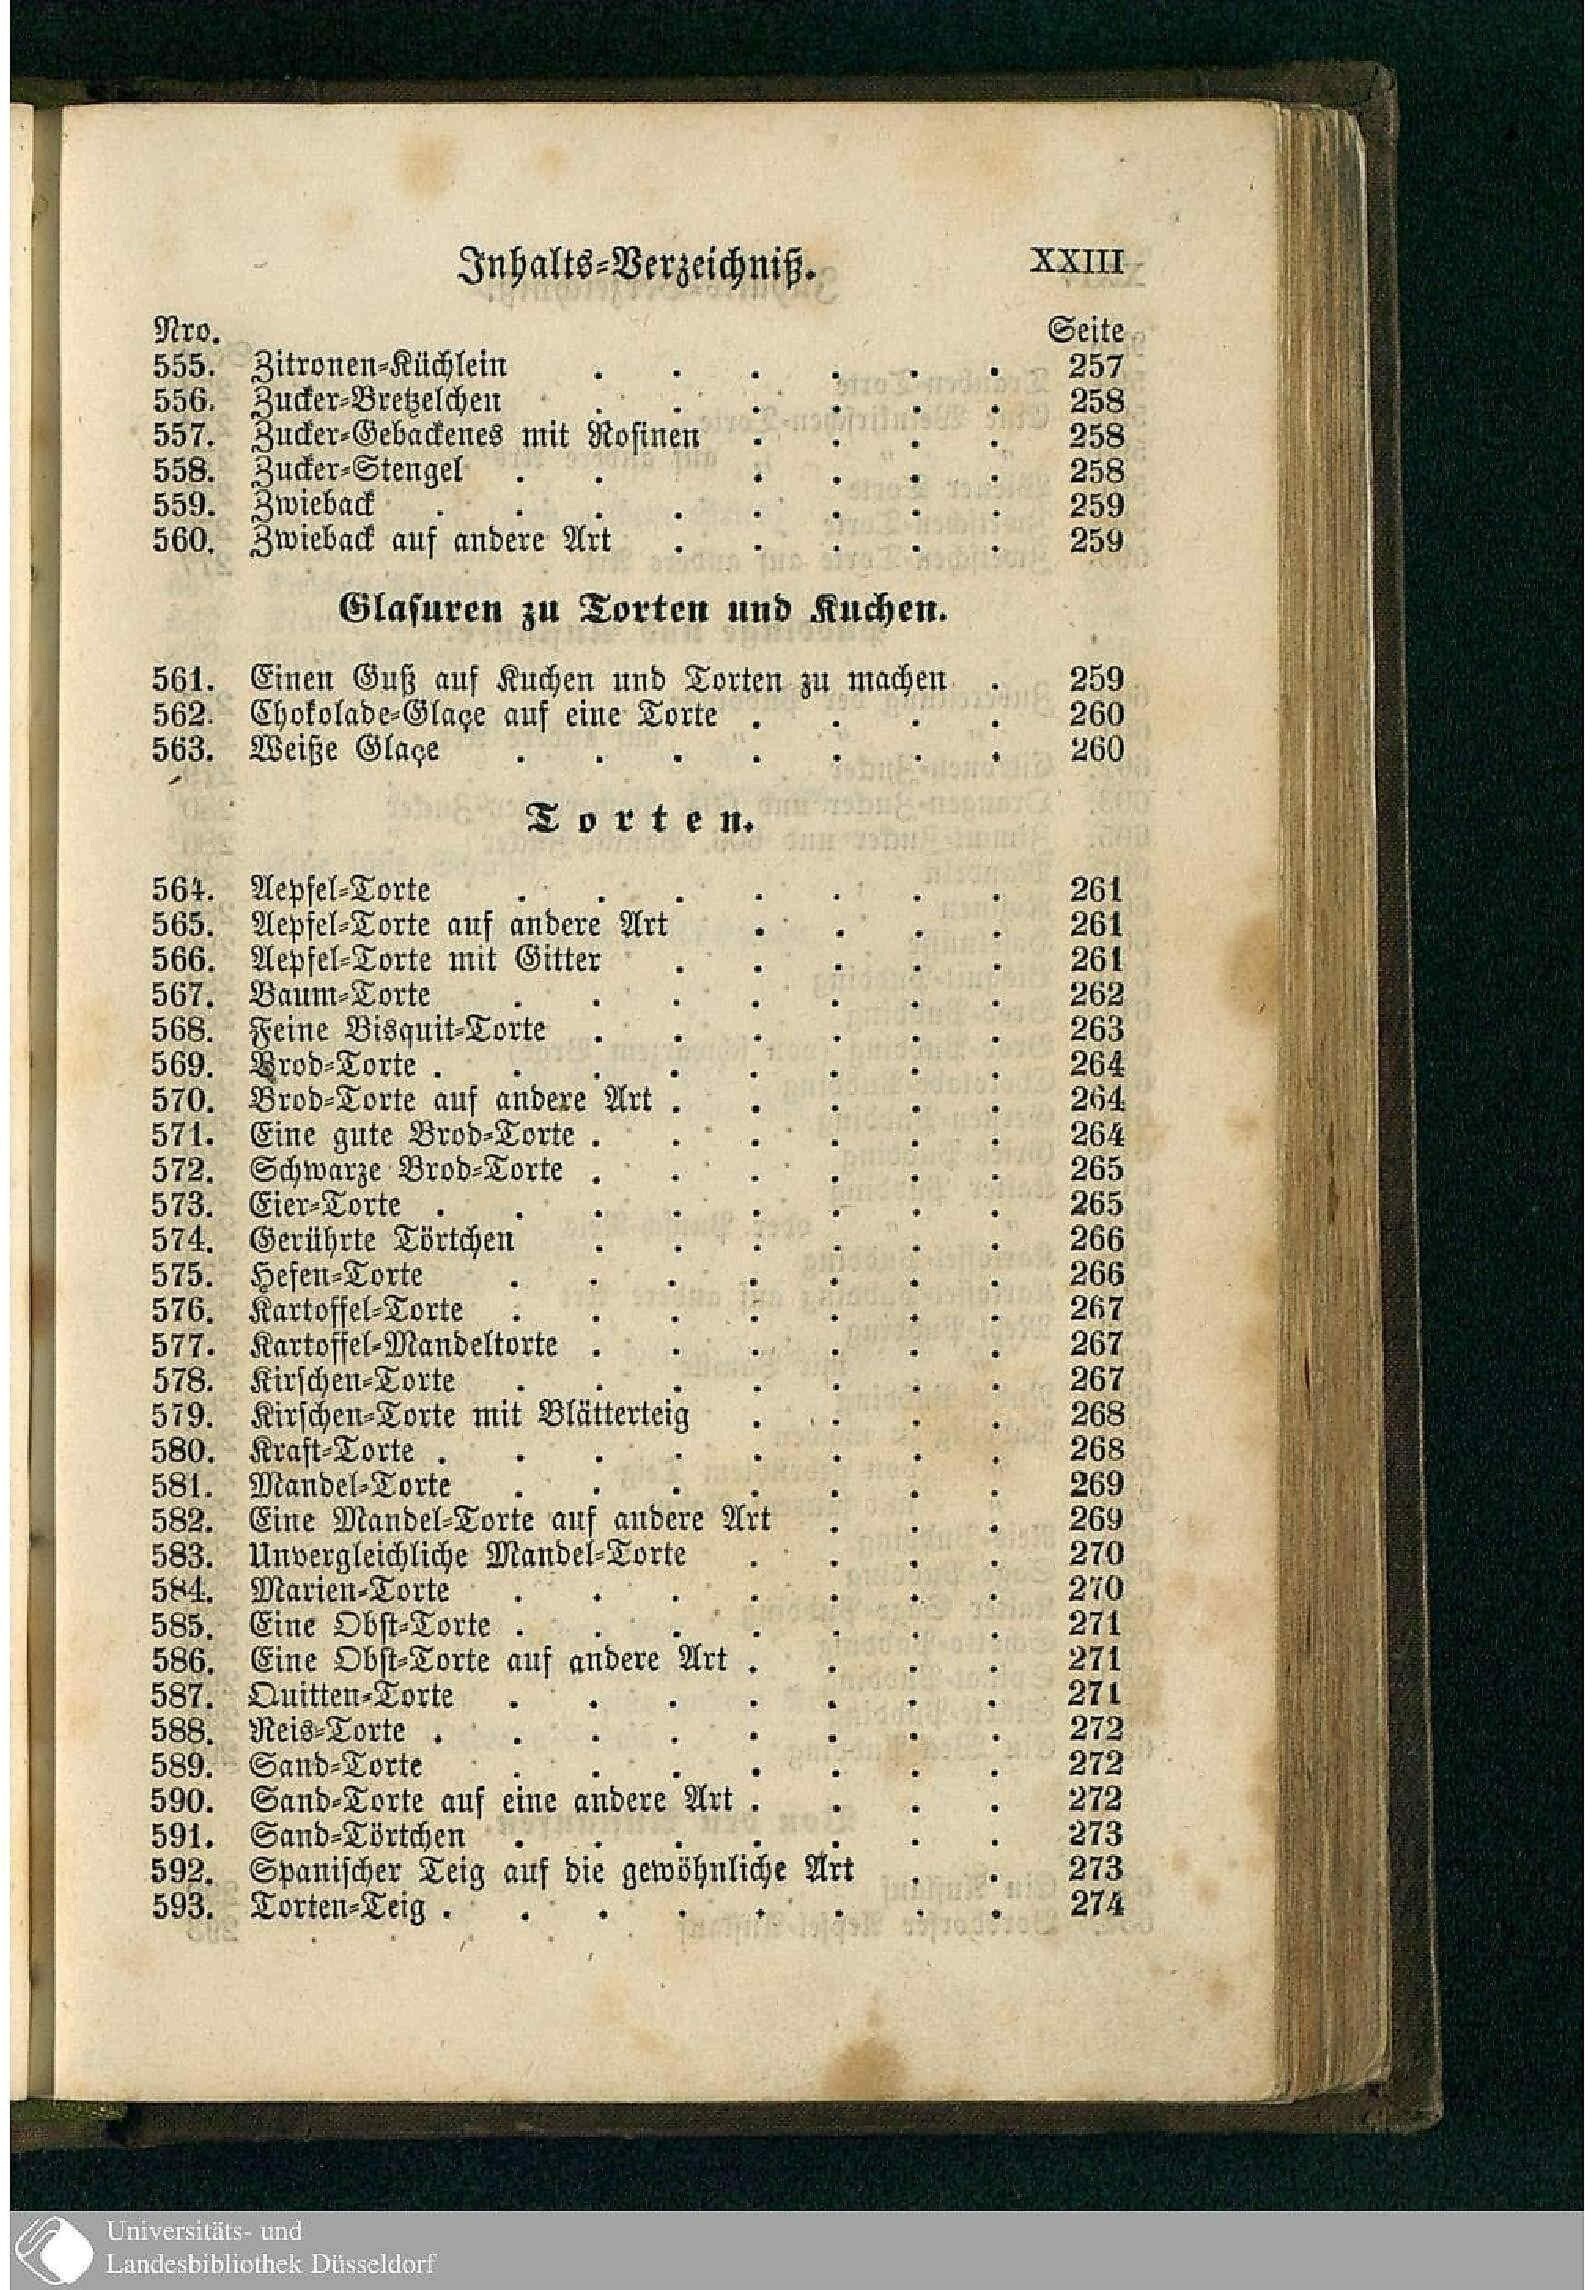 Inhalts-Verzeichniß. XXIII
Nro. Seite
555. Zitronen-Küchlein . . . . . . 257
556. Zucker-Bretzelchen . . . . . . 258
557. Zucker-Gebackenes mit Rosinen . . . . 258
558. Zucker-Stengel . . . . . . 258
559. Zwieback . . . . . . . . 259
560. Zwieback auf andere Art . . . . . 259
Glasuren zu Torten und Kuchen.
561. Einen Guß auf Kuchen und Torten zu machen . 259
562. Chokolade-Glaçe auf eine Torte . . . . 260
563. Weiße Glaçe . . . . . . . 260
Torten.
564. Aepfel-Torte . . . . . . . 261
565. Aepfel-Torte auf andere Art . . . . 261
566. Aepfel-Torte mit Gitter . . . . . 261
567. Baum-Torte . . . . . . . 262
568. Feine Bisquit-Torte . . . . . . 263
569. Brod-Torte . . . . . . . . 264
570. Brod-Torte auf andere Art . . . . . 264
571. Eine gute Brod-Torte . . . . . . 264
572. Schwarze Brod-Torte . . . . . . 265
573. Eier-Torte . . . . . . . . 265
574. Gerührte Törtchen . . . . . . 266
575. Hefen-Torte . . . . . . . 266
576. Kartoffel-Torte . . . . . . . 267
577. Kartoffel-Mandeltorte . . . . . . 267
578. Kirschen-Torte . . . . . . . 267
579. Kirschen-Torte mit Blätterteig . . . . 268
580. Kraft-Torte . . . . . . . . 268
581. Mandel-Torte . . . . . . . 269
582. Eine Mandel-Torte auf andere Art . . . 269
583. Unvergleichliche Mandel-Torte . . . . 270
584. Marien-Torte . . . . . . . 270
585. Eine Obst-Torte . . . . . . . 271
586. Eine Obst-Torte auf andere Art . . . . 271
587. Quitten-Torte . . . . . . . 271
588. Reis-Torte . . . . . . . . 272
589. Sand-Torte . . . . . . . 272
590. Sand-Torte auf eine andere Art . . . . 272
591. Sand-Törtchen . . . . . . . 273
592. Spanischer Teig auf die gewöhnliche Art . . 273
593. Torten-Teig . . . . . . . . 274
Universitäts- und
Landesbibliothek Düsseldorf